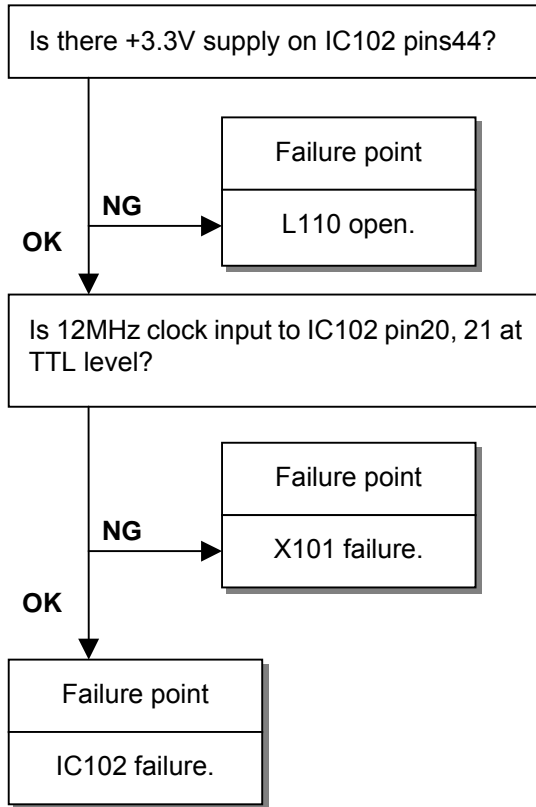 Is there +3.3V supply on IC102 pins44?
Failure point
NG
L110 open.
OK
Is 12MHz clock input to IC102 pin20, 21 at
TTL level?
Failure point
NG
X101 failure.
OK
Failure point
IC102 failure.